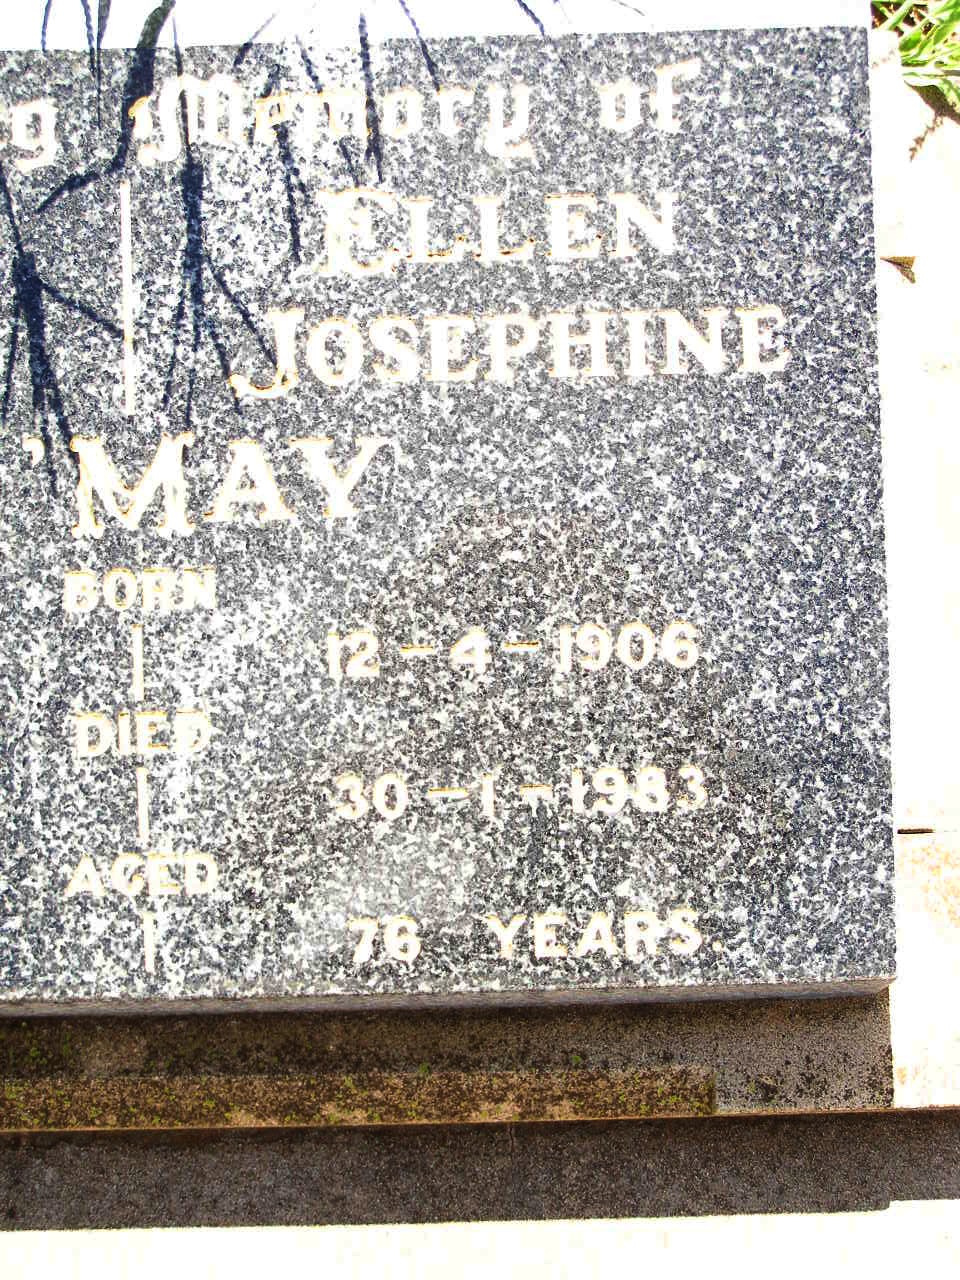 g Memory of
ELLEN
JOSEPHINE
'MAY
BORN
12-4-1906
DIED
30-1-1983
AGED
76 YEARS.